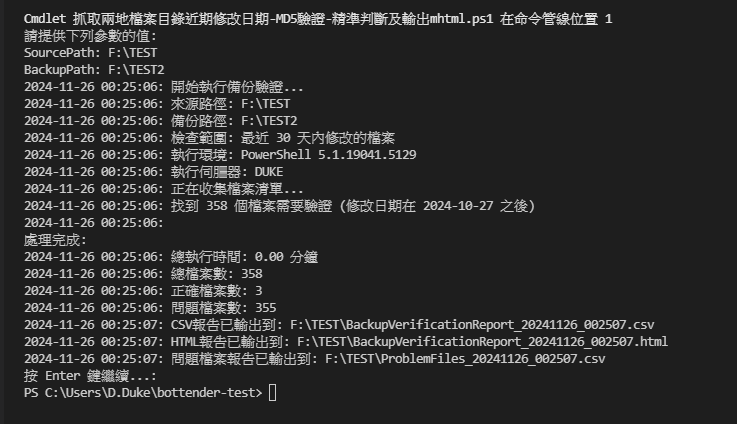 Cmdlet 抓取兩地檔案目錄近期修改日期-MD5驗證-精準判斷及輸出mhtml.ps1 在命令管線位置 1
請提供下列參數的值:
SourcePath: F:\TEST
BackupPath: F:\TEST2
2024-11-26 00:25:06: 開始執行備份驗證...
2024-11-26 00:25:06: 來源路徑: F:\TEST
2024-11-26 00:25:06: 備份路徑: F:\TEST2
2024-11-26 00:25:06: 檢查範圍: 最近 30 天內修改的檔案
2024-11-26 00:25:06: 執行環境: PowerShell 5.1.19041.5129
2024-11-26 00:25:06: 執行伺服器: DUKE
2024-11-26 00:25:06: 正在收集檔案清單...
2024-11-26 00:25:06: 找到 358 個檔案需要驗證 (修改日期在 2024-10-27 之後)
2024-11-26 00:25:06:
處理完成:
2024-11-26 00:25:06: 總執行時間: 0.00 分鐘
2024-11-26 00:25:06: 總檔案數: 358
2024-11-26 00:25:06: 正確檔案數: 3
2024-11-26 00:25:06: 問題檔案數: 355
2024-11-26 00:25:07: CSV報告已輸出到: F:\TEST\BackupVerificationReport_20241126_002507.csv
2024-11-26 00:25:07: HTML報告已輸出到: F:\TEST\BackupVerificationReport_20241126_002507.html
2024-11-26 00:25:07: 問題檔案報告已輸出到: F:\TEST\ProblemFiles_20241126_002507.csv
按 Enter 鍵繼續...:
PS C:\Users\D.Duke\bottender-test>